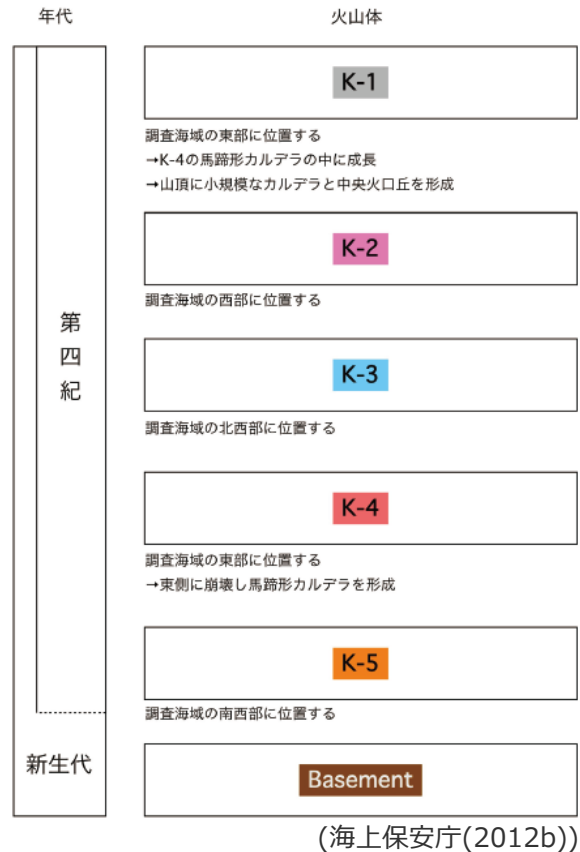 年代
火山体
K-1
調査海域の東部に位置する
→K-4の馬蹄形カルデラの中に成長
→山頂に小規模なカルデラと中央火口丘を形成
K-2
調査海域の西部に位置する
第四紀
K-3
調査海域の北西部に位置する
K-4
調査海域の東部に位置する
→東側に崩壊し馬蹄形カルデラを形成
K-5
調査海域の南西部に位置する
新生代
Basement
(海上保安庁(2012b))